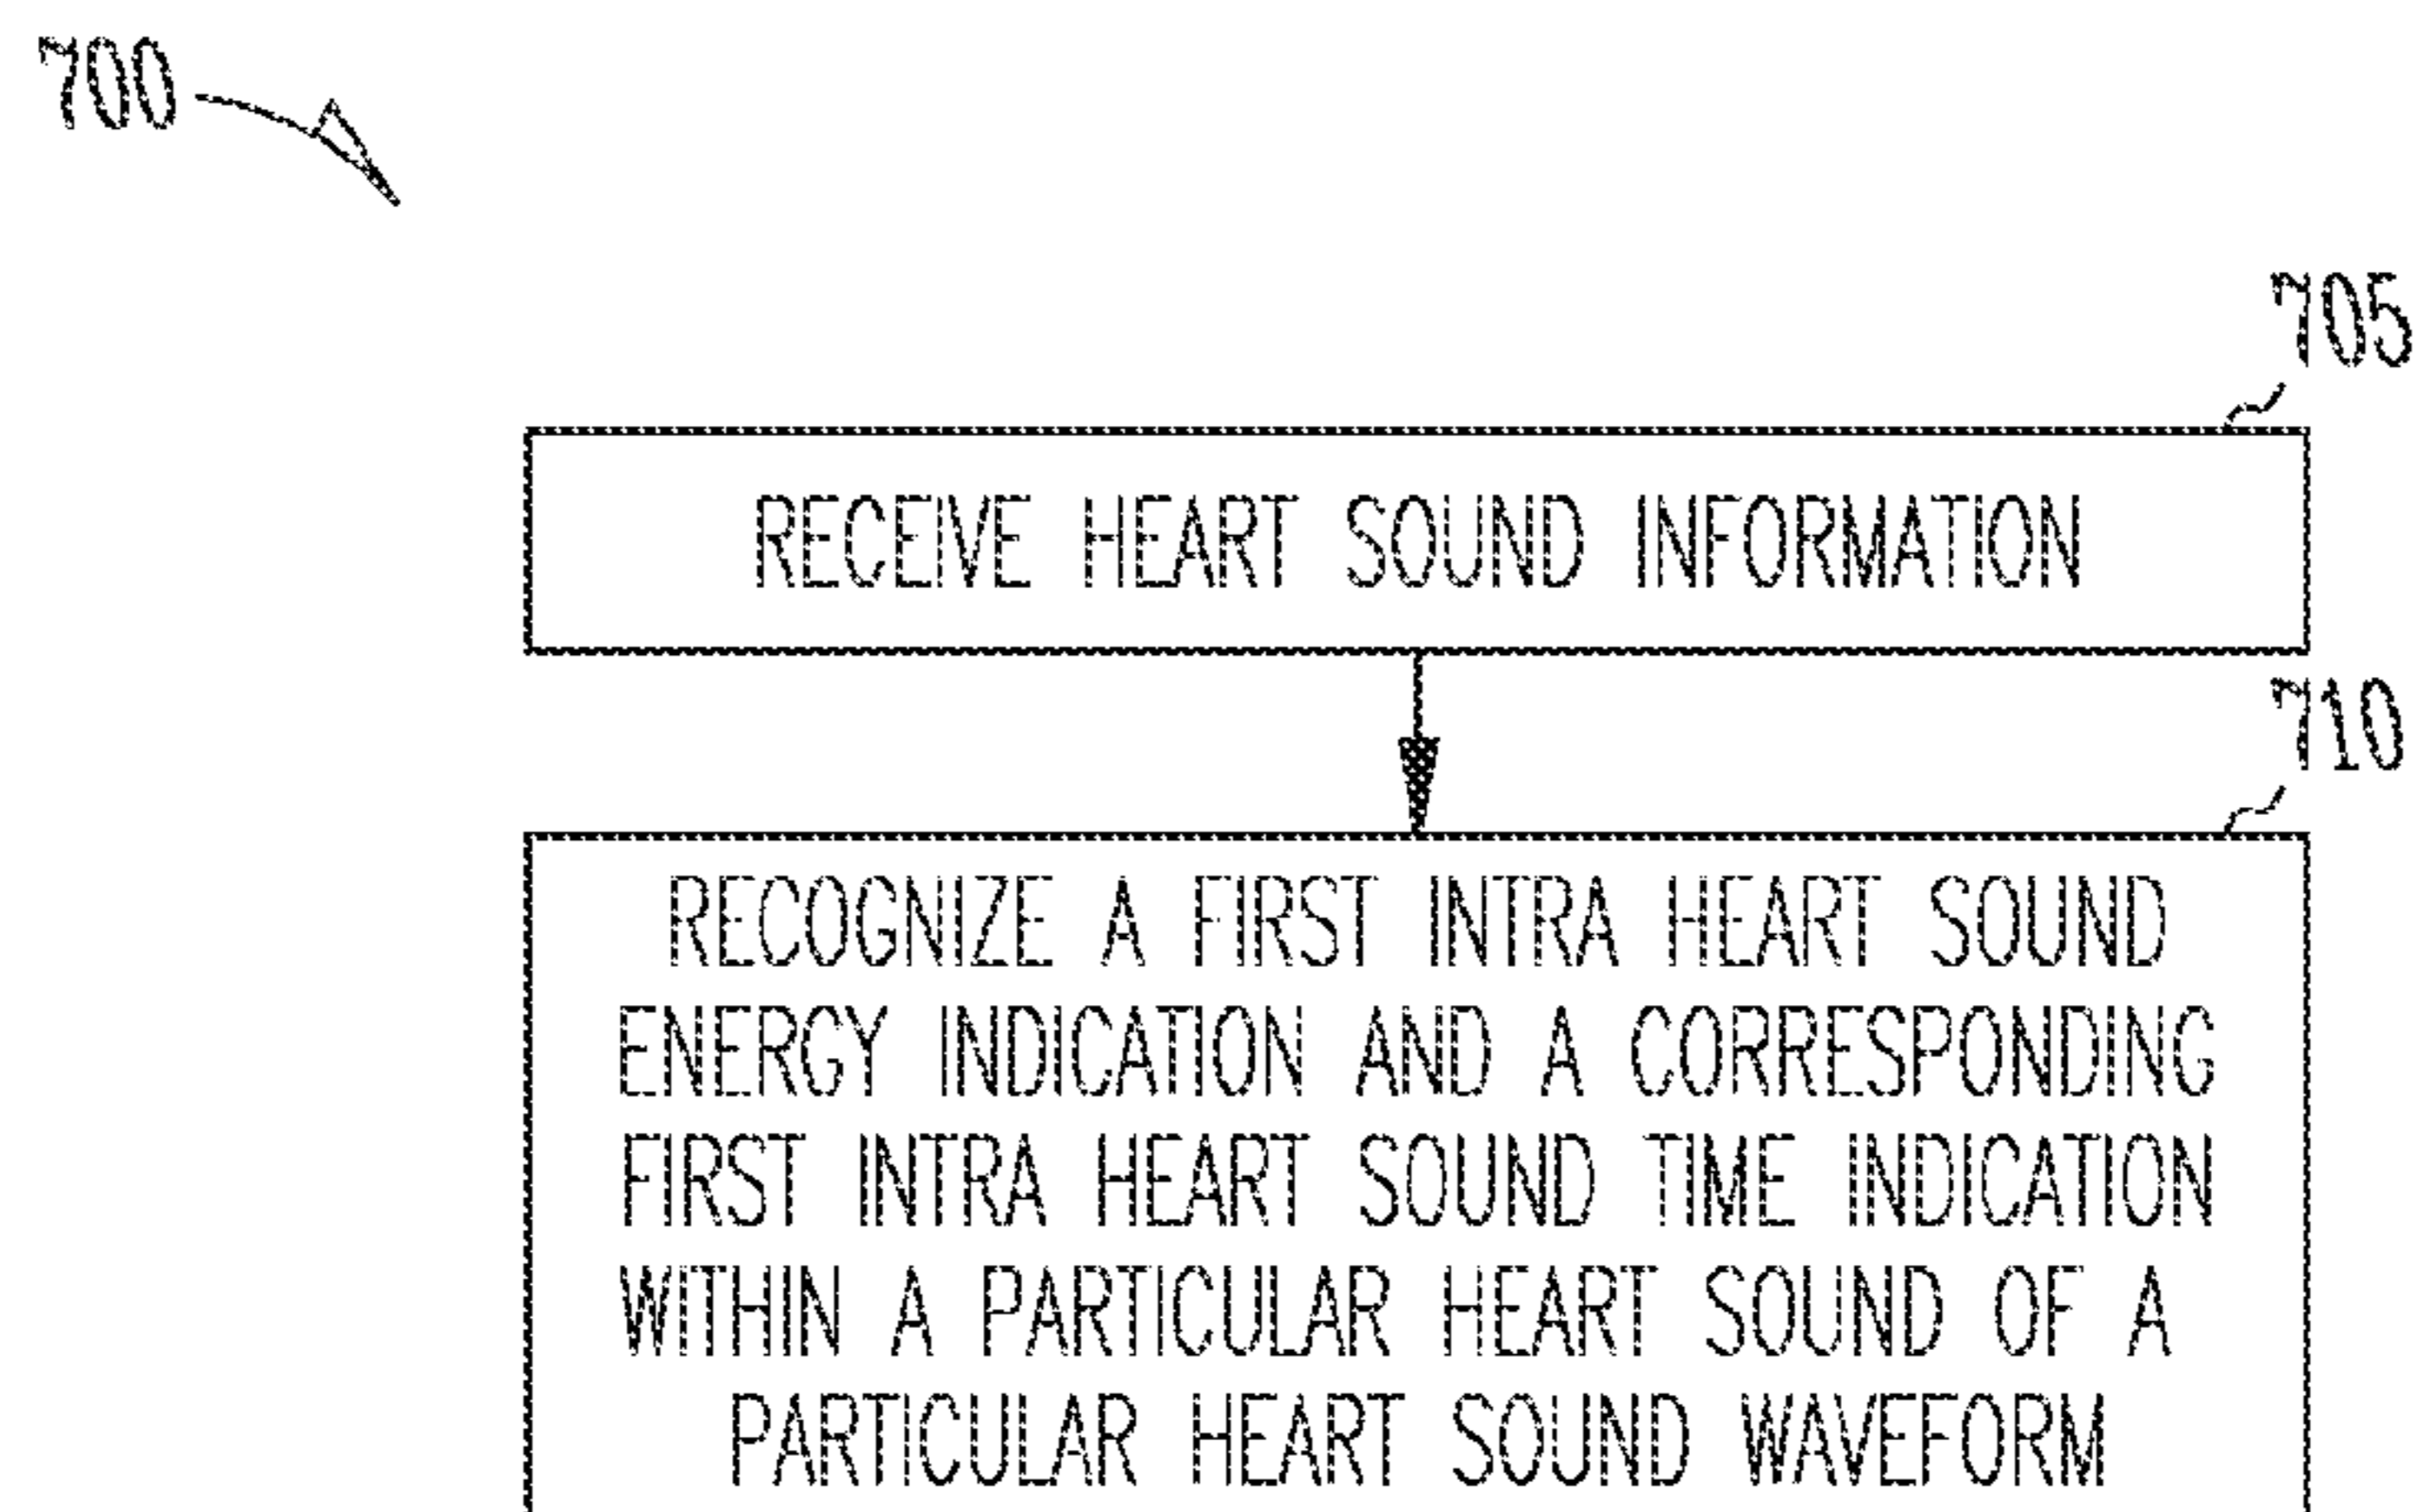 700
705
RECEIVE HEART SOUND INFORMATION
710
RECOGNIZE A FIRST INTRA HEART SOUND
ENERGY INDICATION AND A CORRESPONDING
FIRST INTRA HEART SOUND TIME INDICATION
WITHIN A PARTICULAR HEART SOUND OF A
PARTICULAR HEART SOUND WAVEFORM